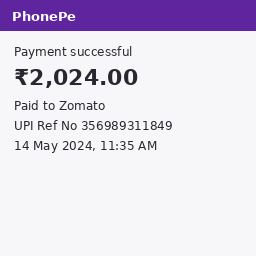 PhonePe
Payment successful
₹2,024.00
Paid to Zomato
UPI Ref No 356989311849
14 May 2024, 11:35 AM